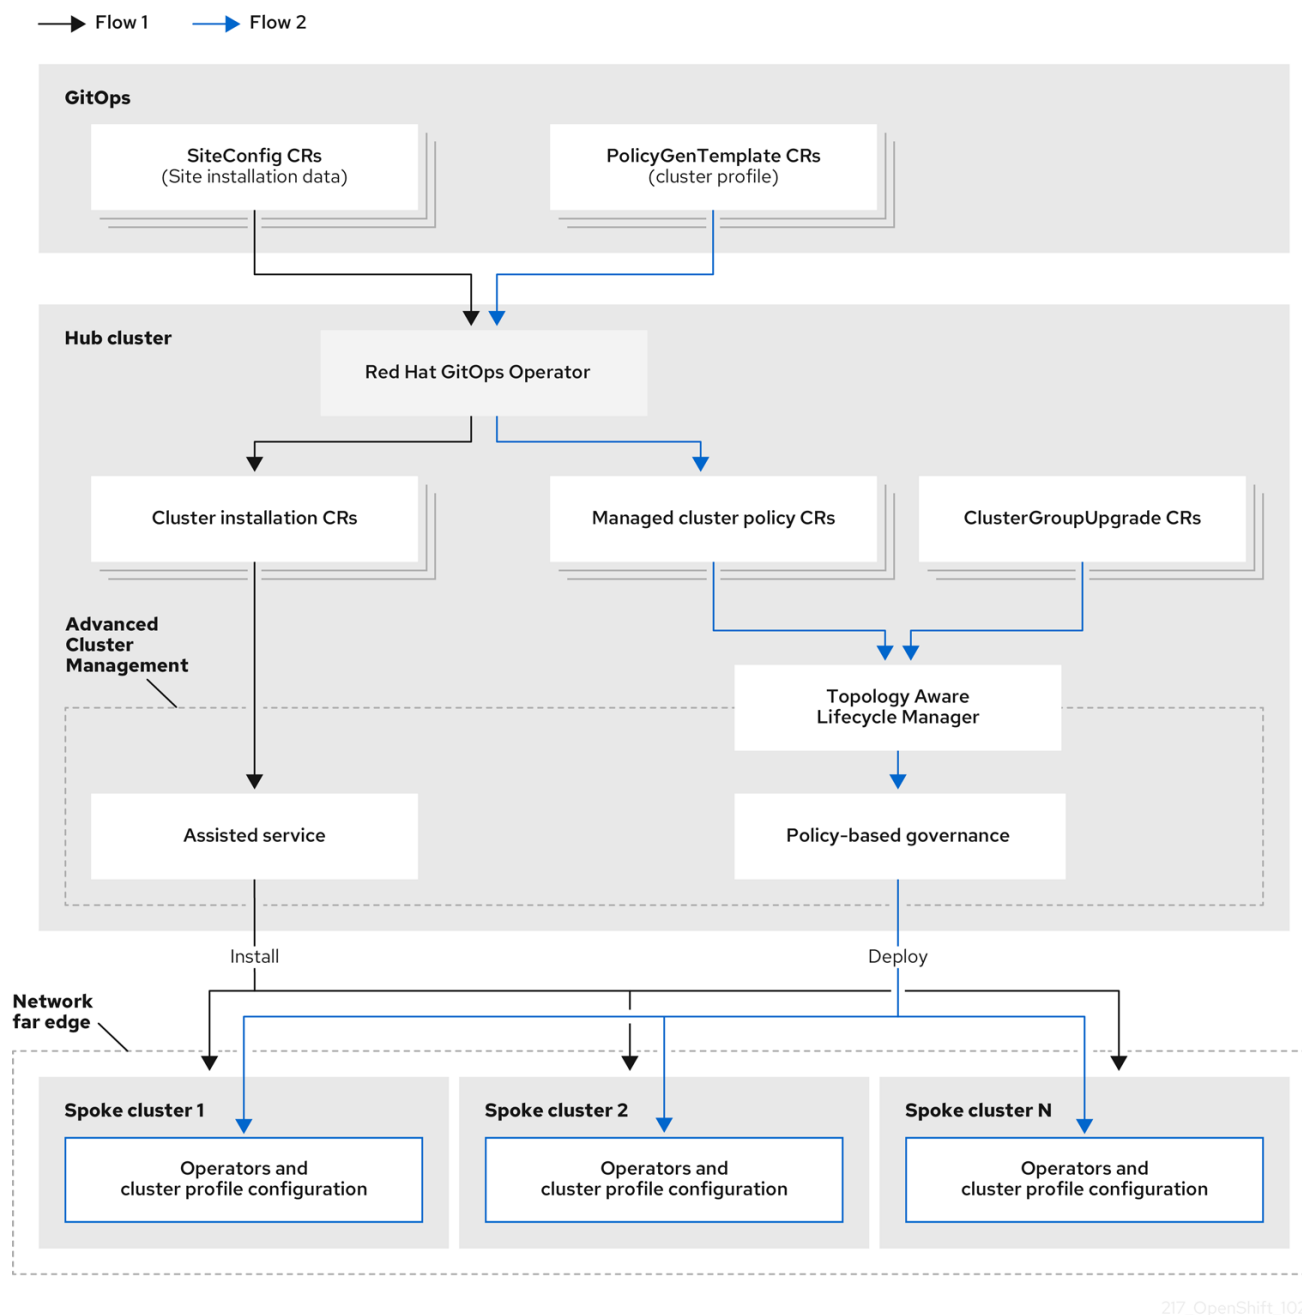 Flow 1
Flow 2
GitOps
SiteConfig CRs
(Site installation data)
PolicyGenTemplate CRs
(cluster profile)
Hub cluster
Red Hat GitOps Operator
Cluster installation CRs
Managed cluster policy CRs
ClusterGroupUpgrade CRs
Advanced
Cluster
Management
Topology Aware
Lifecycle Manager
Assisted service
Policy-based governance
Install
Deploy
Network
far edge
Spoke cluster 1
Operators and
cluster profile configuration
Spoke cluster 2
Operators and
cluster profile configuration
Spoke cluster N
Operators and
cluster profile configuration